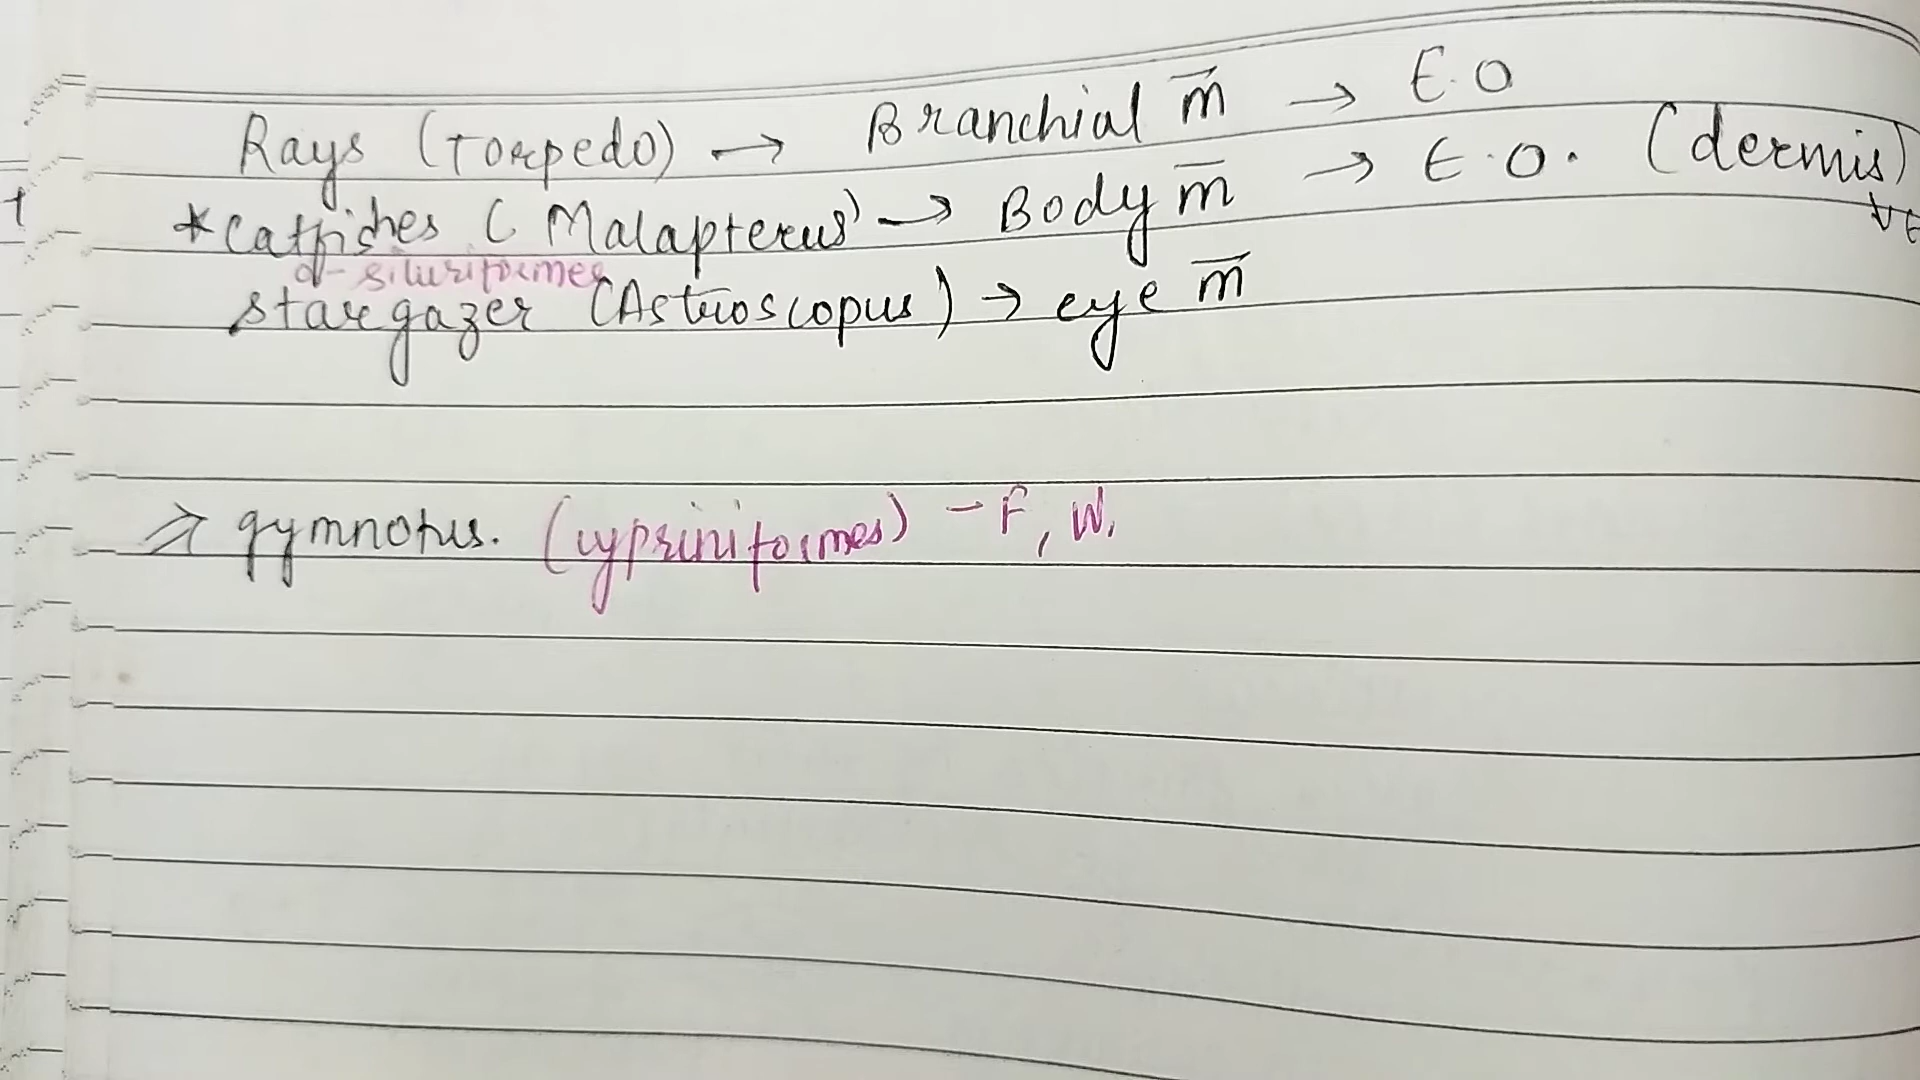 Rays (Torpedo) → Branchial m̅ → E.O
*Catfishes (Malapterus) → Body m̅ → E.O. (dermis)
O- siluriformes
stargazer (Astroscopus) → eye m̅
⇒ gymnotus. (cypriniformes) - F, W.